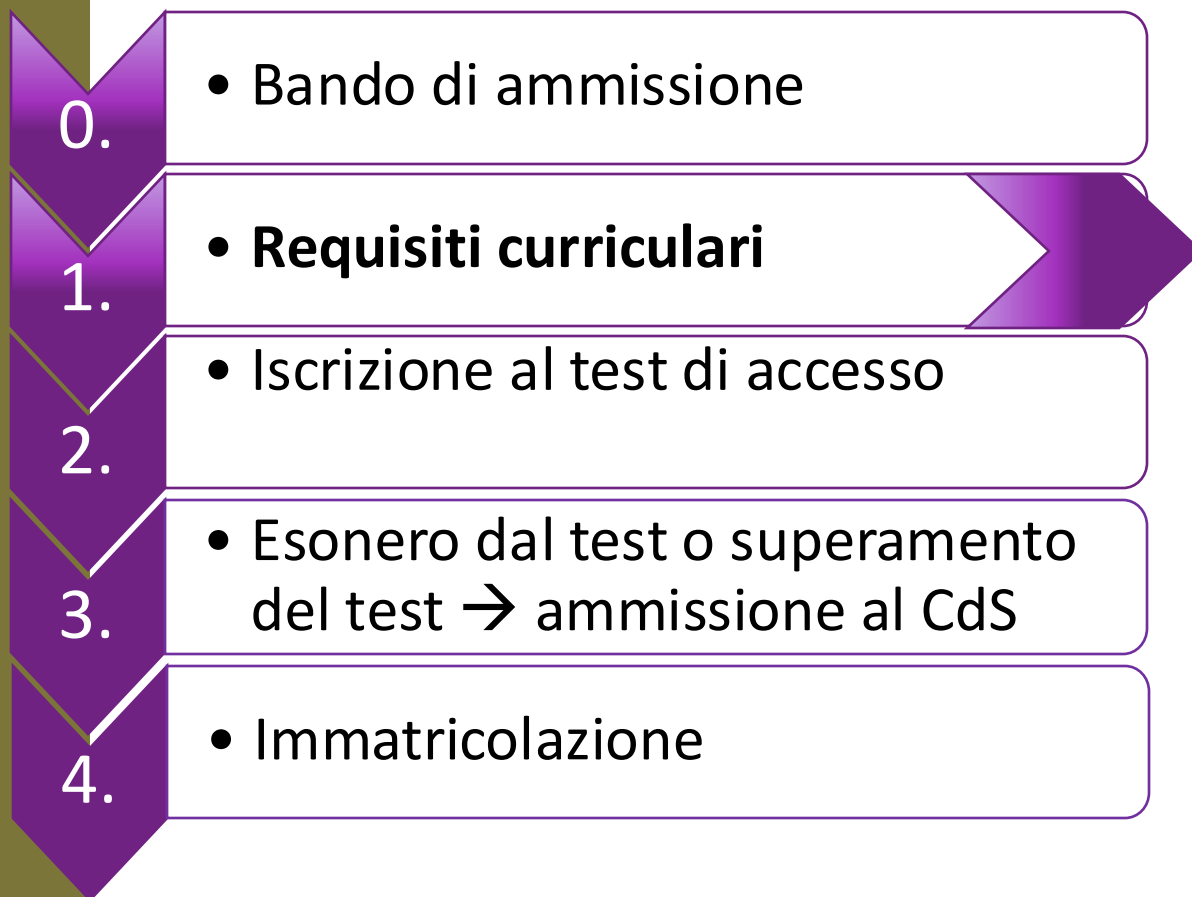 0.
• Bando di ammissione
1.
• Requisiti curriculari
2.
• Iscrizione al test di accesso
3.
• Esonero dal test o superamento
del test → ammissione al CdS
4.
• Immatricolazione